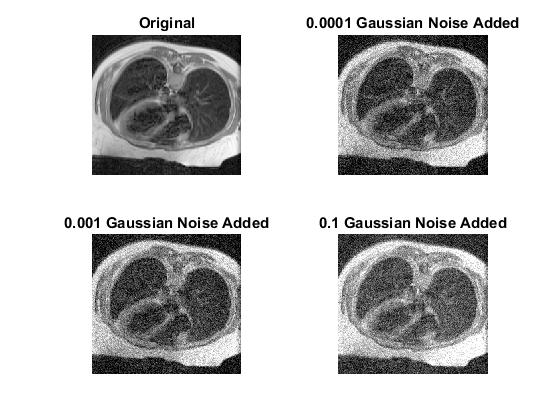 Original
0.0001 Gaussian Noise Added
0.001 Gaussian Noise Added
0.1 Gaussian Noise Added